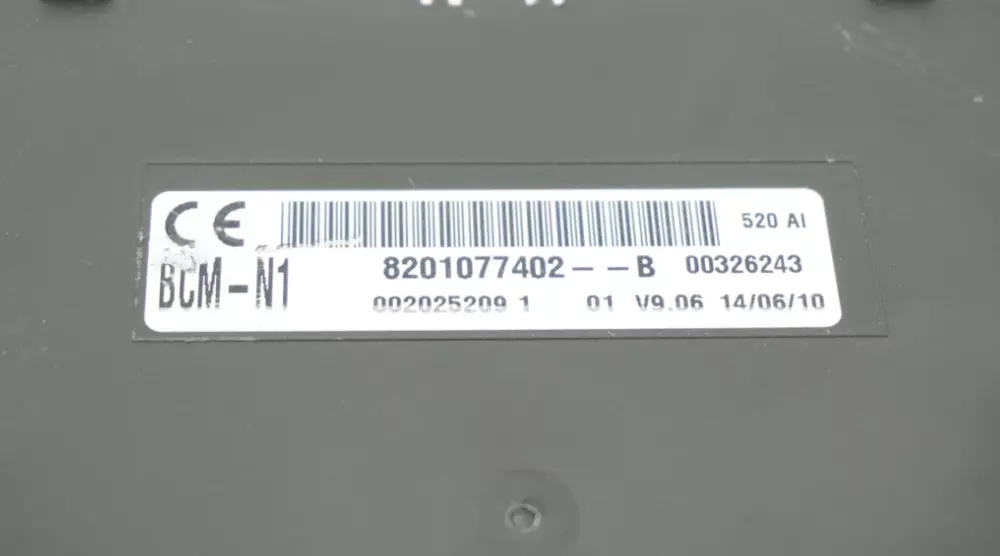 CE 520 AI
BCM-N1 8201077402--B 00326243
002025209 1 01 V9.06 14/06/10